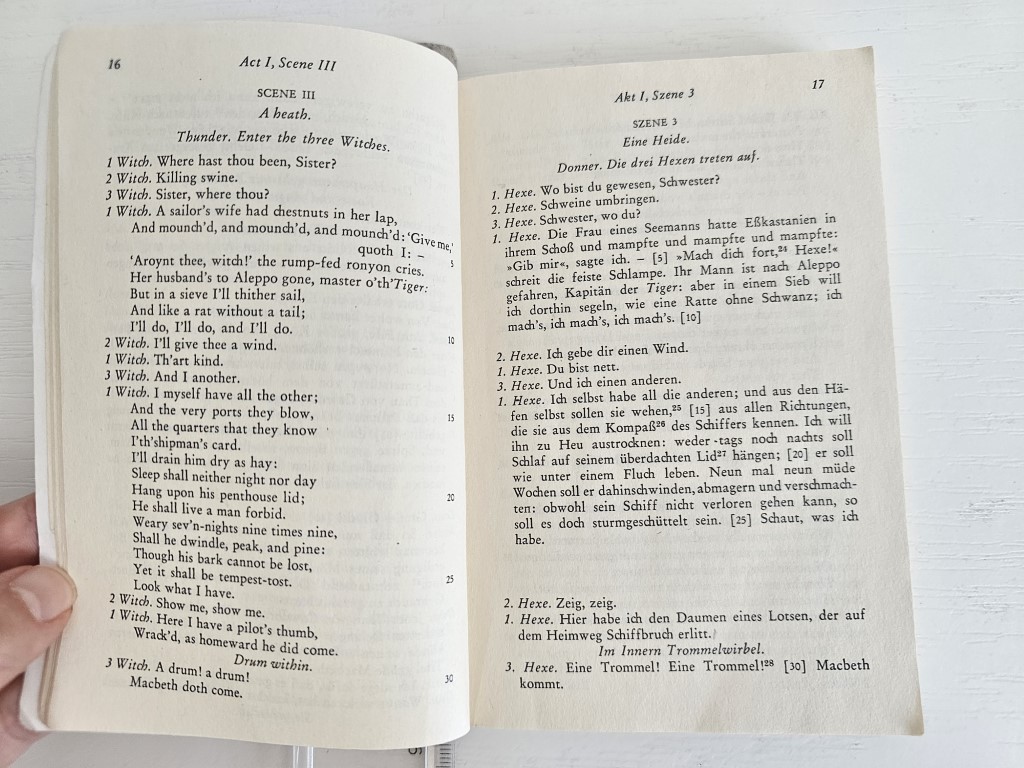 16
Act I, Scene III
SCENE III
A heath.
Thunder. Enter the three Witches.
1 Witch. Where hast thou been, Sister?
2 Witch. Killing swine.
3 Witch. Sister, where thou?
1 Witch. A sailor's wife had chestnuts in her lap,
And mounch'd, and mounch'd, and mounch'd: ‘Give me,’
quoth I: – 5
‘Aroynt thee, witch!’ the rump-fed ronyon cries.
Her husband's to Aleppo gone, master o'th'Tiger:
But in a sieve I'll thither sail,
And like a rat without a tail;
I'll do, I'll do, and I'll do.
2 Witch. I'll give thee a wind. 10
1 Witch. Th'art kind.
3 Witch. And I another.
1 Witch. I myself have all the other;
And the very ports they blow, 15
All the quarters that they know
I'th'shipman's card.
I'll drain him dry as hay:
Sleep shall neither night nor day
Hang upon his penthouse lid; 20
He shall live a man forbid.
Weary sev'n-nights nine times nine,
Shall he dwindle, peak, and pine:
Though his bark cannot be lost,
Yet it shall be tempest-tost. 25
Look what I have.
2 Witch. Show me, show me.
1 Witch. Here I have a pilot's thumb,
Wrack'd, as homeward he did come.
Drum within.
3 Witch. A drum! a drum! 30
Macbeth doth come.
17
Akt I, Szene 3
SZENE 3
Eine Heide.
Donner. Die drei Hexen treten auf.
1. Hexe. Wo bist du gewesen, Schwester?
2. Hexe. Schweine umbringen.
3. Hexe. Schwester, wo du?
1. Hexe. Die Frau eines Seemanns hatte Eßkastanien in
ihrem Schoß und mampfte und mampfte und mampfte:
»Gib mir«, sagte ich. – [5] »Mach dich fort,²⁴ Hexe!«
schreit die feiste Schlampe. Ihr Mann ist nach Aleppo
gefahren, Kapitän der Tiger: aber in einem Sieb will
ich dorthin segeln, wie eine Ratte ohne Schwanz; ich
mach's, ich mach's, ich mach's. [10]
2. Hexe. Ich gebe dir einen Wind.
1. Hexe. Du bist nett.
3. Hexe. Und ich einen anderen.
1. Hexe. Ich selbst habe all die anderen; und aus den Hä-
fen selbst sollen sie wehen,²⁵ [15] aus allen Richtungen,
die sie aus dem Kompaß²⁶ des Schiffers kennen. Ich will
ihn zu Heu austrocknen: weder tags noch nachts soll
Schlaf auf seinem überdachten Lid²⁷ hängen; [20] er soll
wie unter einem Fluch leben. Neun mal neun müde
Wochen soll er dahinschwinden, abmagern und verschmach-
ten: obwohl sein Schiff nicht verloren gehen kann, so
soll es doch sturmgeschüttelt sein. [25] Schaut, was ich
habe.
2. Hexe. Zeig, zeig.
1. Hexe. Hier habe ich den Daumen eines Lotsen, der auf
dem Heimweg Schiffbruch erlitt.
Im Innern Trommelwirbel.
3. Hexe. Eine Trommel! Eine Trommel!²⁸ [30] Macbeth
kommt.